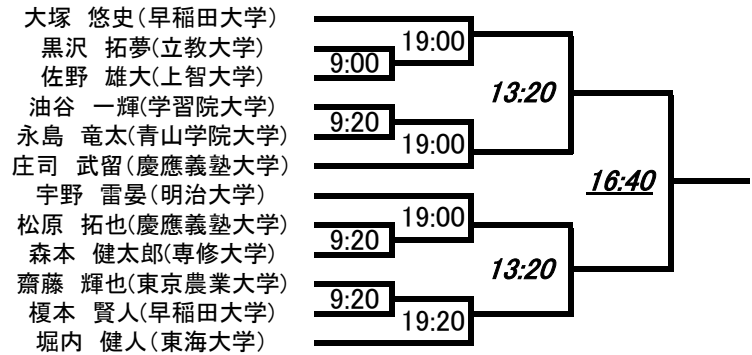 大塚 悠史(早稲田大学)
19:00
黒沢 拓夢(立教大学)
9:00
佐野 雄大(上智大学)
13:20
油谷 一輝(学習院大学)
9:20
永島 竜太(青山学院大学)
19:00
庄司 武留(慶應義塾大学)
16:40
宇野 雷晏(明治大学)
19:00
松原 拓也(慶應義塾大学)
9:20
森本 健太郎(専修大学)
13:20
齋藤 輝也(東京農業大学)
9:20
榎本 賢人(早稲田大学)
19:20
堀内 健人(東海大学)